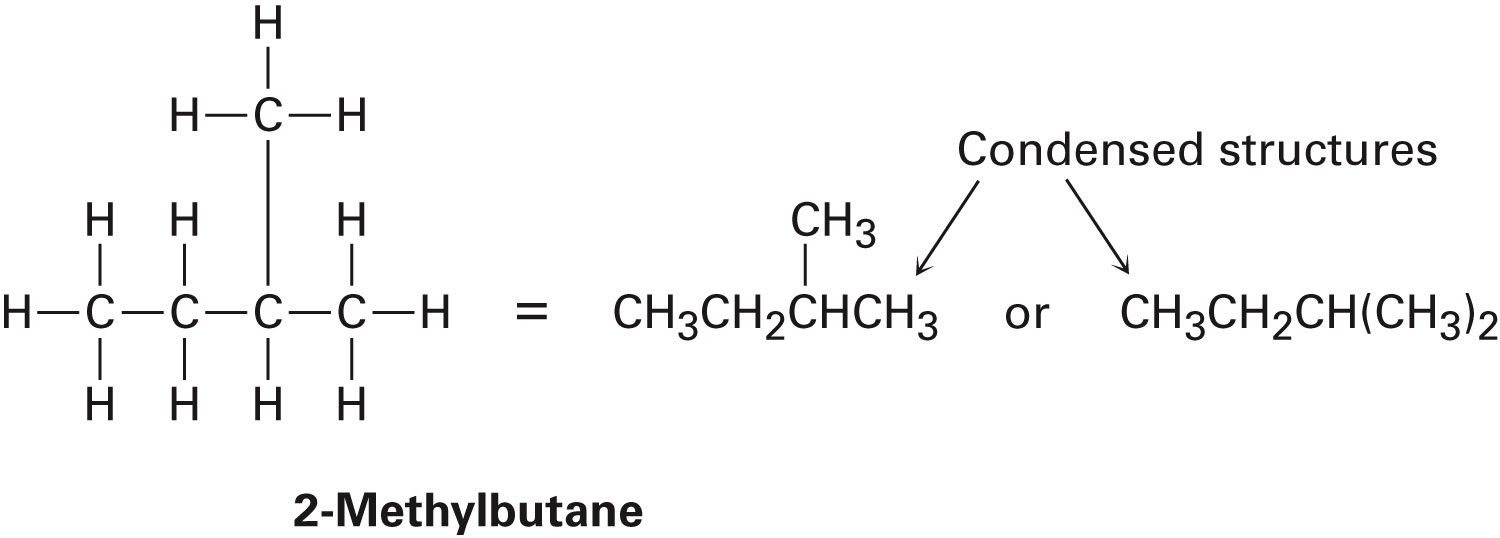 H
H—C—H
Condensed structures
H H H CH₃
H—C—C—C—C—H = CH₃CH₂CHCH₃ or CH₃CH₂CH(CH₃)₂
H H H H
2-Methylbutane